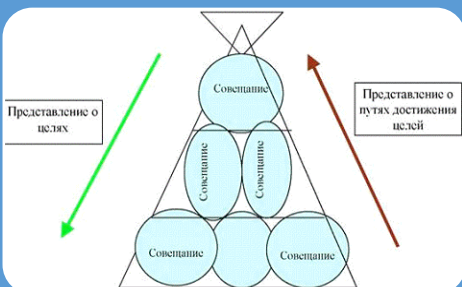 Совещание
Представление о
целях
Представление о
путях достижения
целей
Совещание
Совещание
Совещание
Совещание